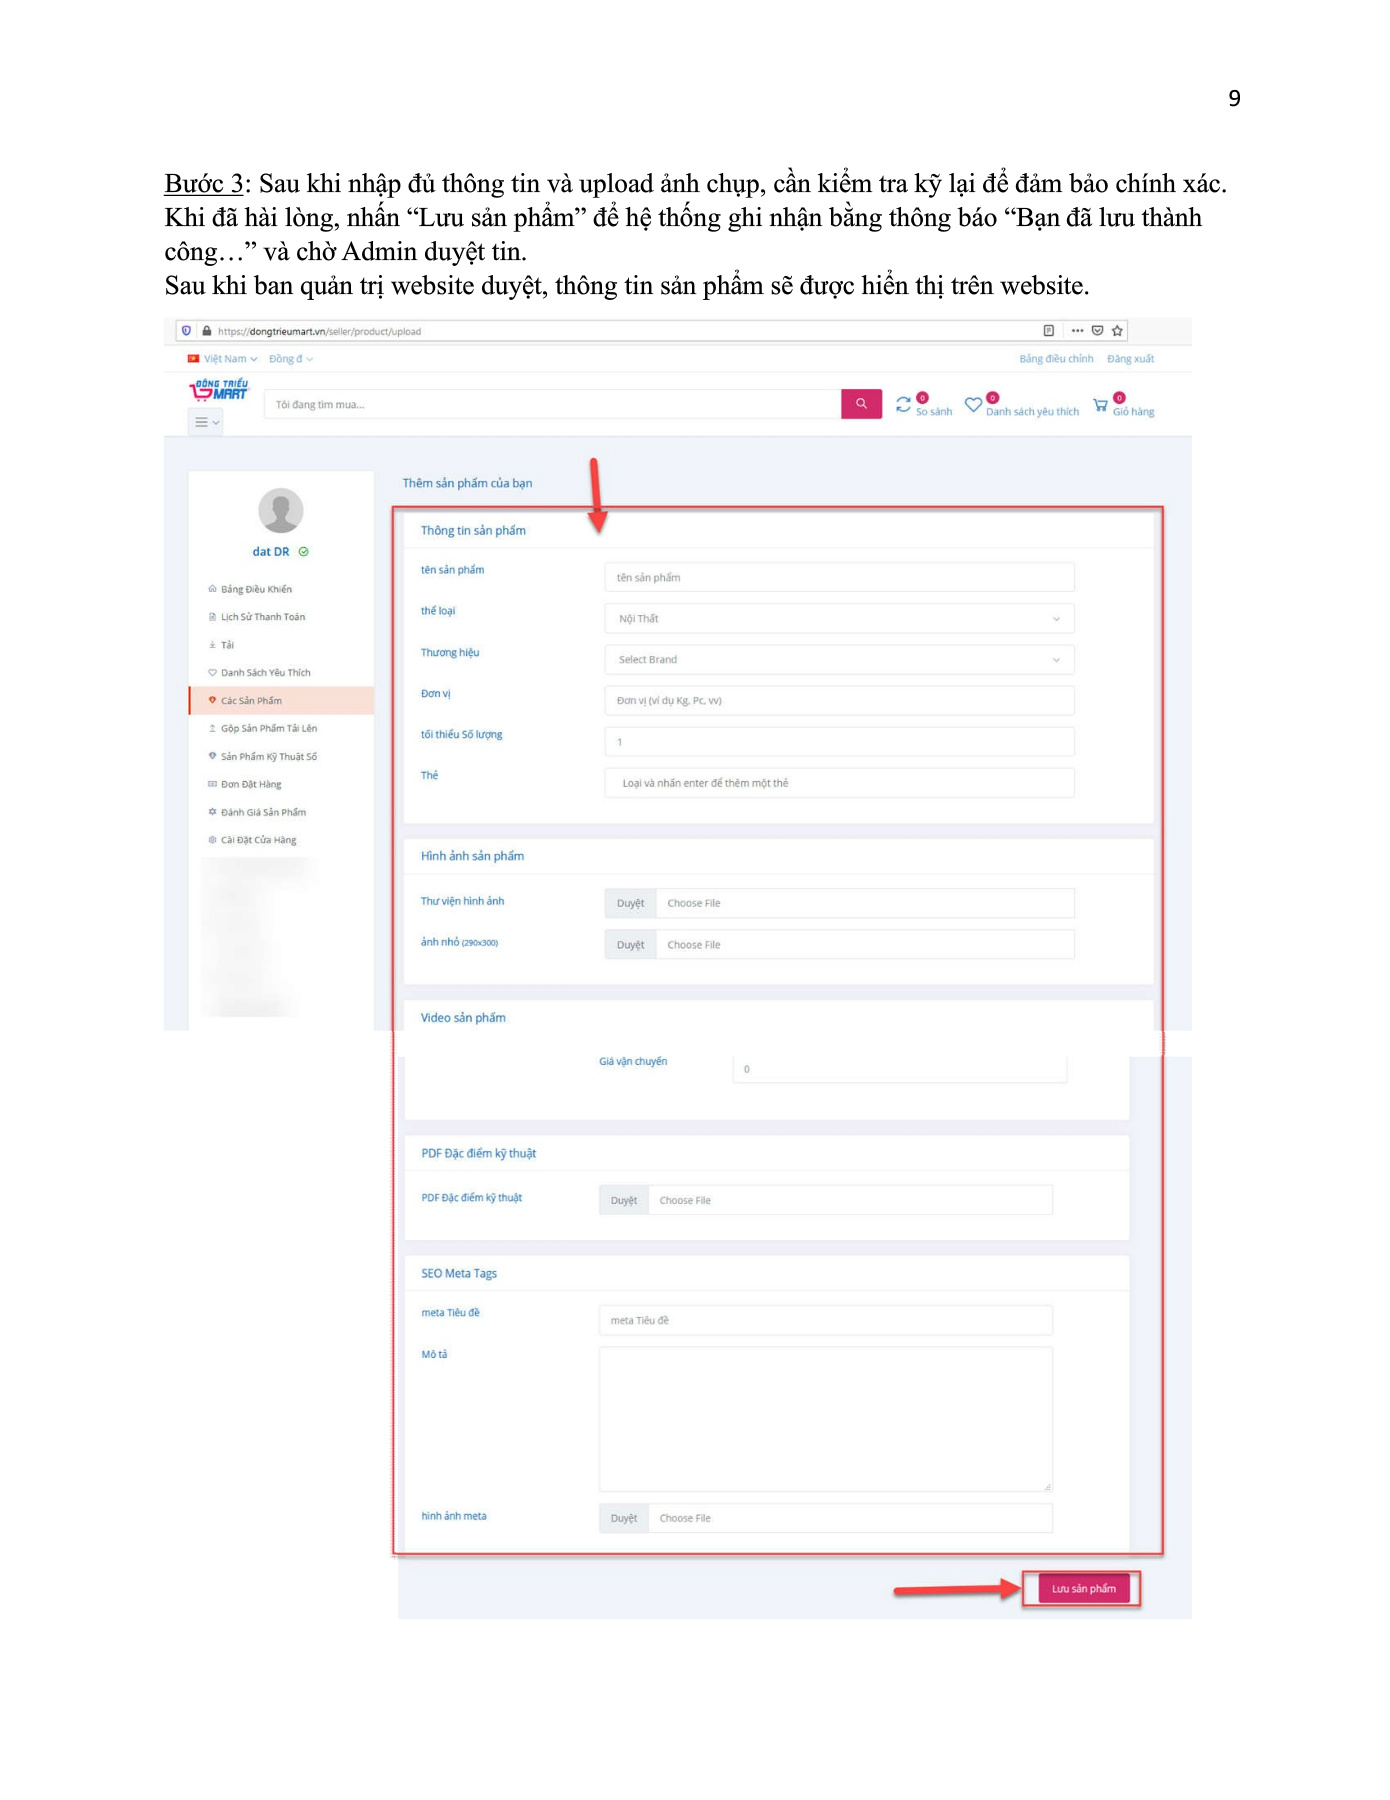 9
Bước 3: Sau khi nhập đủ thông tin và upload ảnh chụp, cần kiểm tra kỹ lại để đảm bảo chính xác.
Khi đã hài lòng, nhấn “Lưu sản phẩm” để hệ thống ghi nhận bằng thông báo “Bạn đã lưu thành
công…” và chờ Admin duyệt tin.
Sau khi ban quản trị website duyệt, thông tin sản phẩm sẽ được hiển thị trên website.
https://dongtrieumart.vn/seller/product/upload
Việt Nam Đồng đ Bảng điều chỉnh Đăng xuất
ĐÔNG TRIỀU
MART
Tôi đang tìm mua...
0 So sánh 0 Danh sách yêu thích 0 Giỏ hàng
dat DR
Bảng Điều Khiển
Lịch Sử Thanh Toán
Tải
Danh Sách Yêu Thích
Các Sản Phẩm
Gộp Sản Phẩm Tải Lên
Sản Phẩm Kỹ Thuật Số
Đơn Đặt Hàng
Đánh Giá Sản Phẩm
Cài Đặt Cửa Hàng
Thêm sản phẩm của bạn
Thông tin sản phẩm
tên sản phẩm tên sản phẩm
thể loại Nội Thất
Thương hiệu Select Brand
Đơn vị Đơn vị (ví dụ Kg, Pc, vv)
tối thiểu Số lượng 1
Thẻ Loại và nhấn enter để thêm một thẻ
Hình ảnh sản phẩm
Thư viện hình ảnh Duyệt Choose File
ảnh nhỏ (290x300) Duyệt Choose File
Video sản phẩm
Giá vận chuyển 0
PDF Đặc điểm kỹ thuật
PDF Đặc điểm kỹ thuật Duyệt Choose File
SEO Meta Tags
meta Tiêu đề meta Tiêu đề
Mô tả
hình ảnh meta Duyệt Choose File
Lưu sản phẩm